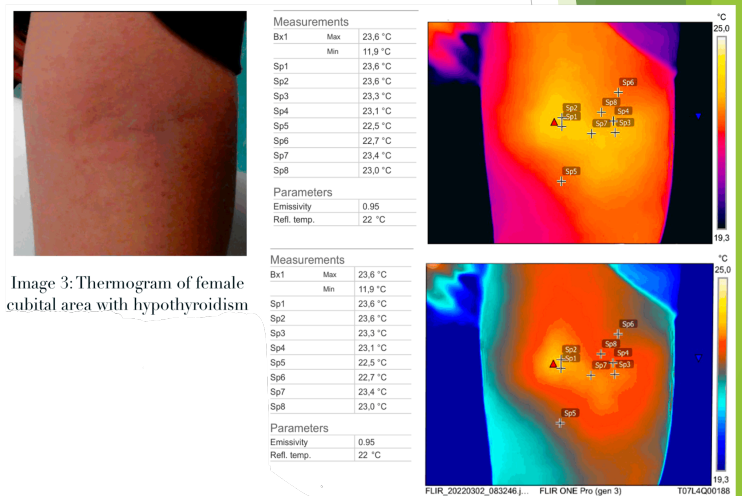 Measurements
Bx1 Max 23,6 °C
Min 11,9 °C
Sp1 23,6 °C
Sp2 23,6 °C
Sp3 23,3 °C
Sp4 23,1 °C
Sp5 22,5 °C
Sp6 22,7 °C
Sp7 23,4 °C
Sp8 23,0 °C
Parameters
Emissivity 0.95
Refl. temp. 22 °C
°C
25,0
Sp6
Sp8
Sp2
Sp4
Sp1
Sp7 Sp3
Sp5
19,3
Image 3: Thermogram of female
cubital area with hypothyroidism
Measurements
Bx1 Max 23,6 °C
Min 11,9 °C
Sp1 23,6 °C
Sp2 23,6 °C
Sp3 23,3 °C
Sp4 23,1 °C
Sp5 22,5 °C
Sp6 22,7 °C
Sp7 23,4 °C
Sp8 23,0 °C
Parameters
Emissivity 0.95
Refl. temp. 22 °C
°C
25,0
Sp6
Sp8
Sp2
Sp4
Sp1
Sp7 Sp3
Sp5
19,3
FLIR_20220302_083246.j... FLIR ONE Pro (gen 3) T07L4Q00188